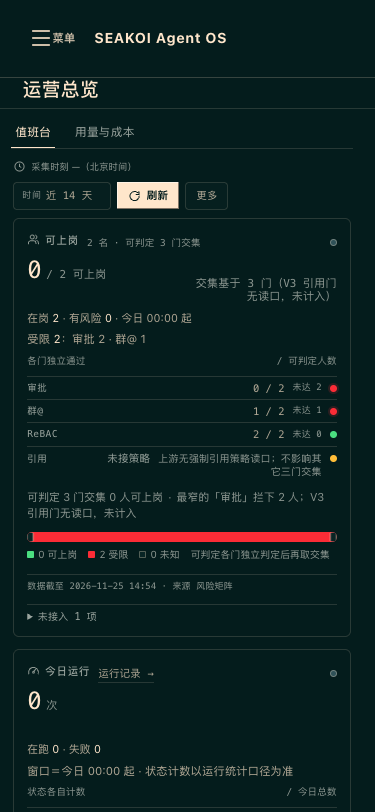 菜单 SEAKOI Agent OS
运营总览
值班台 用量与成本
采集时刻 — (北京时间)
时间 近 14 天 刷新 更多
可上岗 2 名 · 可判定 3 门交集
0 / 2 可上岗
交集基于 3 门（V3 引用门
无读口，未计入）
在岗 2 · 有风险 0 · 今日 00:00 起
受限 2：审批 2 · 群@ 1
各门独立通过 / 可判定人数
审批 0 / 2 未达 2
群@ 1 / 2 未达 1
ReBAC 2 / 2 未达 0
引用 未接策略 上游无强制引用策略读口；不影响其
它三门交集
可判定 3 门交集 0 人可上岗 · 最窄的「审批」拦下 2 人；V3
引用门无读口，未计入
0 可上岗 2 受限 0 未知 可判定各门独立判定后再取交集
数据截至 2026-11-25 14:54 · 来源 风险矩阵
▶ 未接入 1 项
今日运行 运行记录 →
0 次
在跑 0 · 失败 0
窗口＝今日 00:00 起 · 状态计数以运行统计口径为准
状态各自计数 / 今日总数